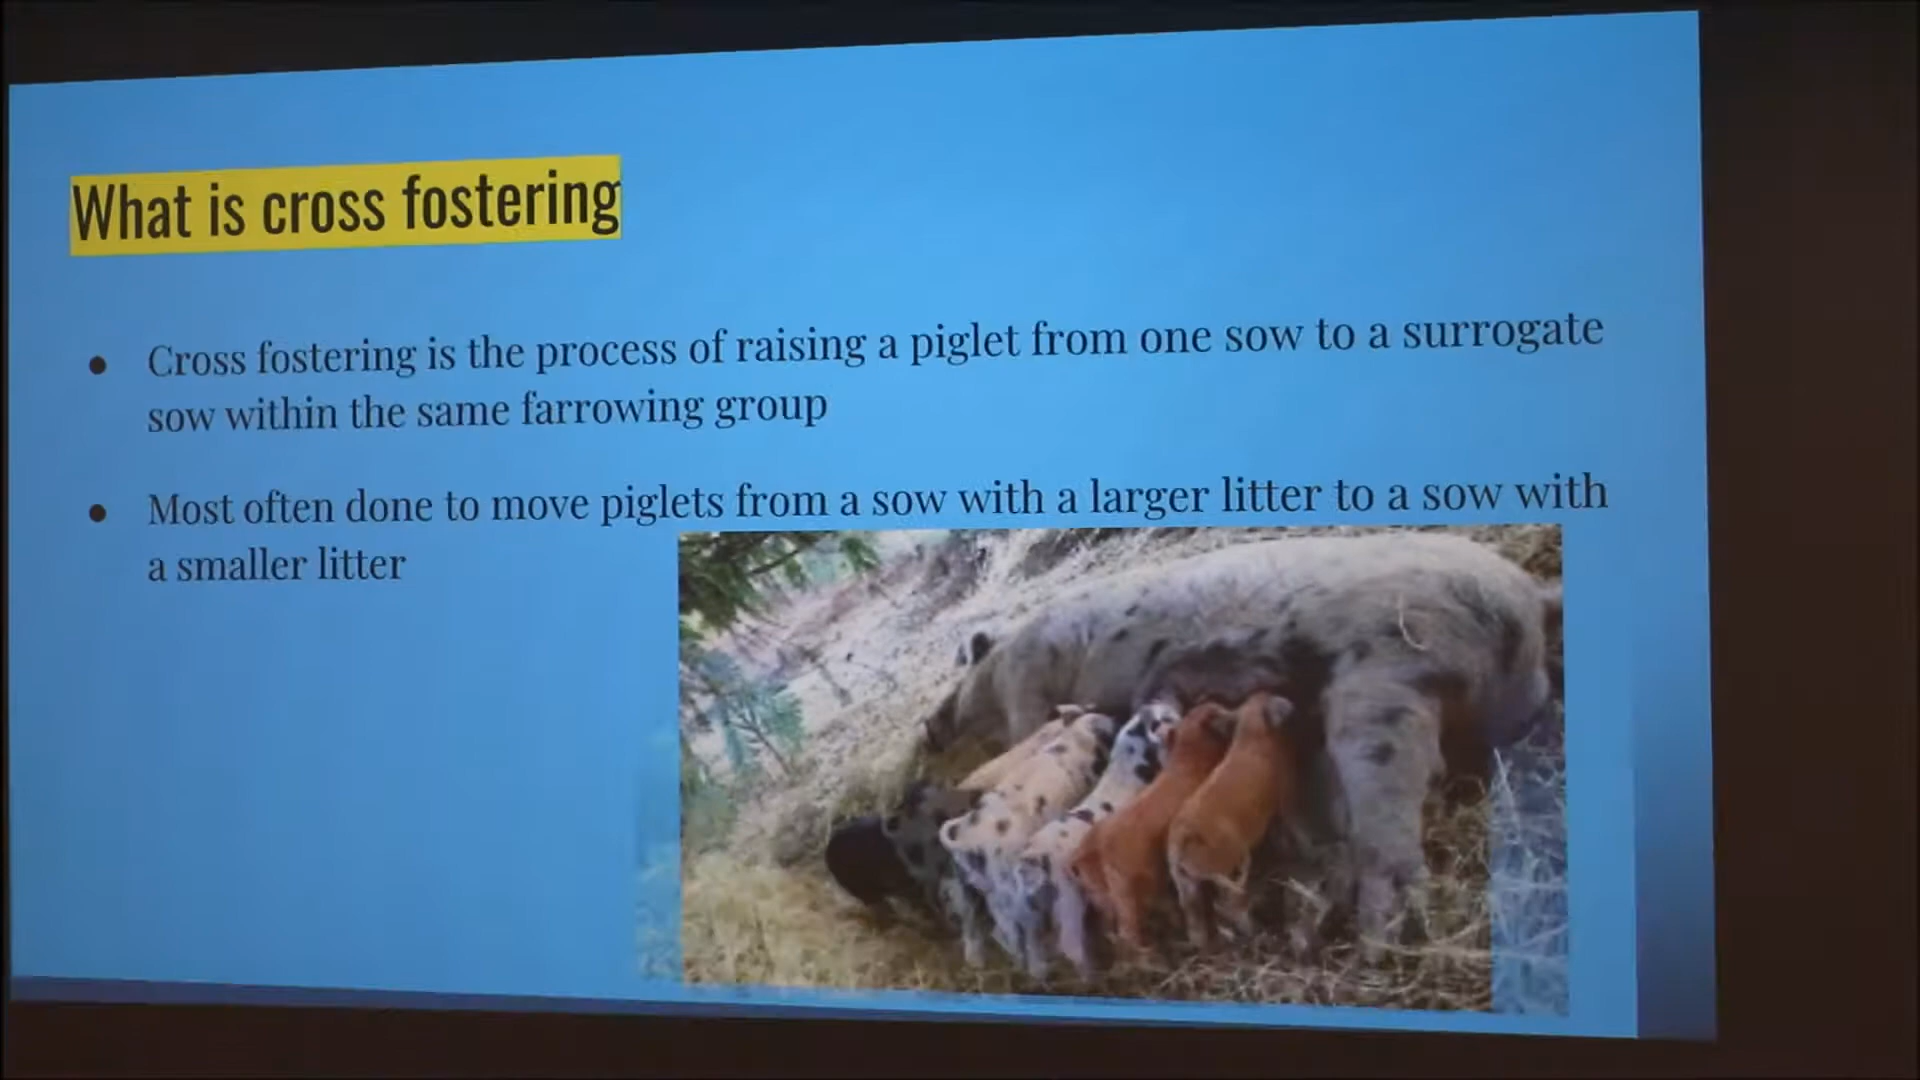 What is cross fostering
● Cross fostering is the process of raising a piglet from one sow to a surrogate
sow within the same farrowing group
● Most often done to move piglets from a sow with a larger litter to a sow with
a smaller litter